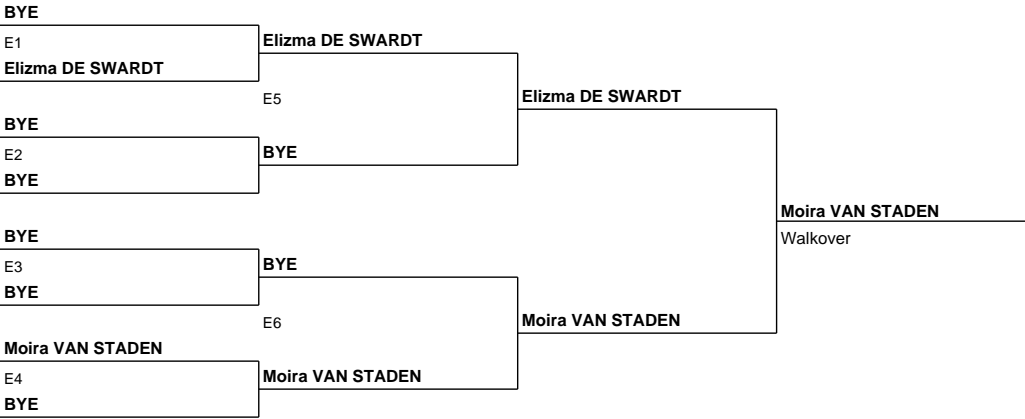 BYE
E1
Elizma DE SWARDT
Elizma DE SWARDT
E5
BYE
E2
BYE
BYE
Elizma DE SWARDT
BYE
E3
BYE
BYE
E6
Moira VAN STADEN
E4
BYE
Moira VAN STADEN
Moira VAN STADEN
Moira VAN STADEN
Walkover